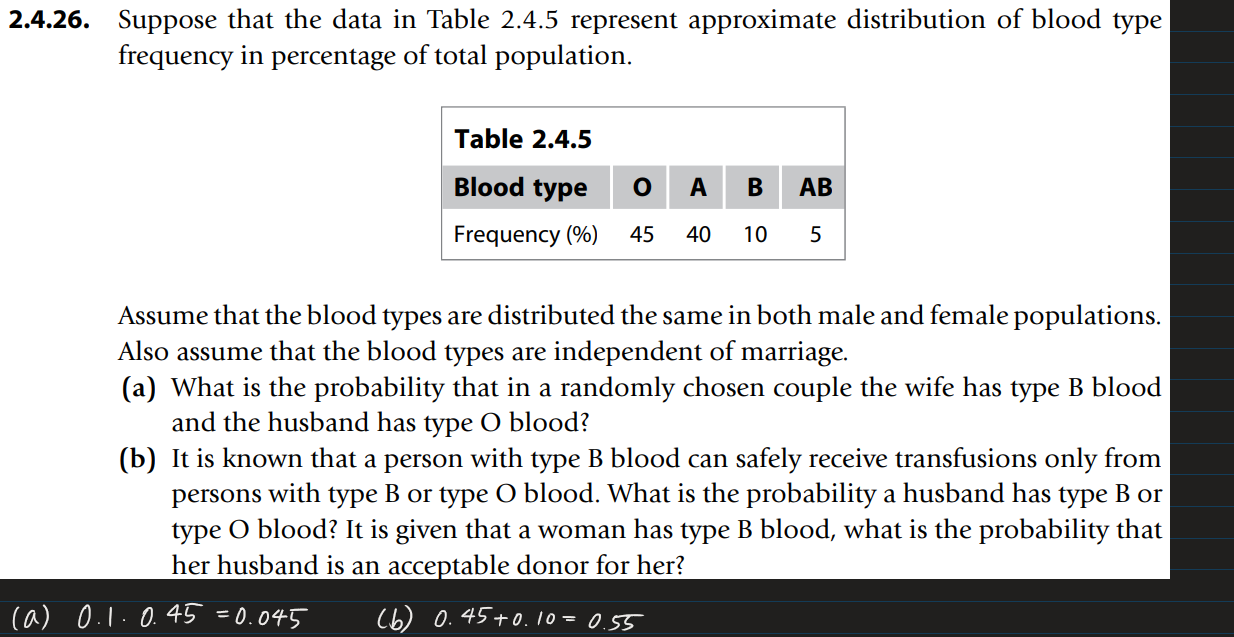 2.4.26. Suppose that the data in Table 2.4.5 represent approximate distribution of blood type
frequency in percentage of total population.
Table 2.4.5
Blood type O A B AB
Frequency (%) 45 40 10 5
Assume that the blood types are distributed the same in both male and female populations.
Also assume that the blood types are independent of marriage.
(a) What is the probability that in a randomly chosen couple the wife has type B blood
and the husband has type O blood?
(b) It is known that a person with type B blood can safely receive transfusions only from
persons with type B or type O blood. What is the probability a husband has type B or
type O blood? It is given that a woman has type B blood, what is the probability that
her husband is an acceptable donor for her?
(a) 0.1 · 0.45 = 0.045 (b) 0.45+0.10 = 0.55